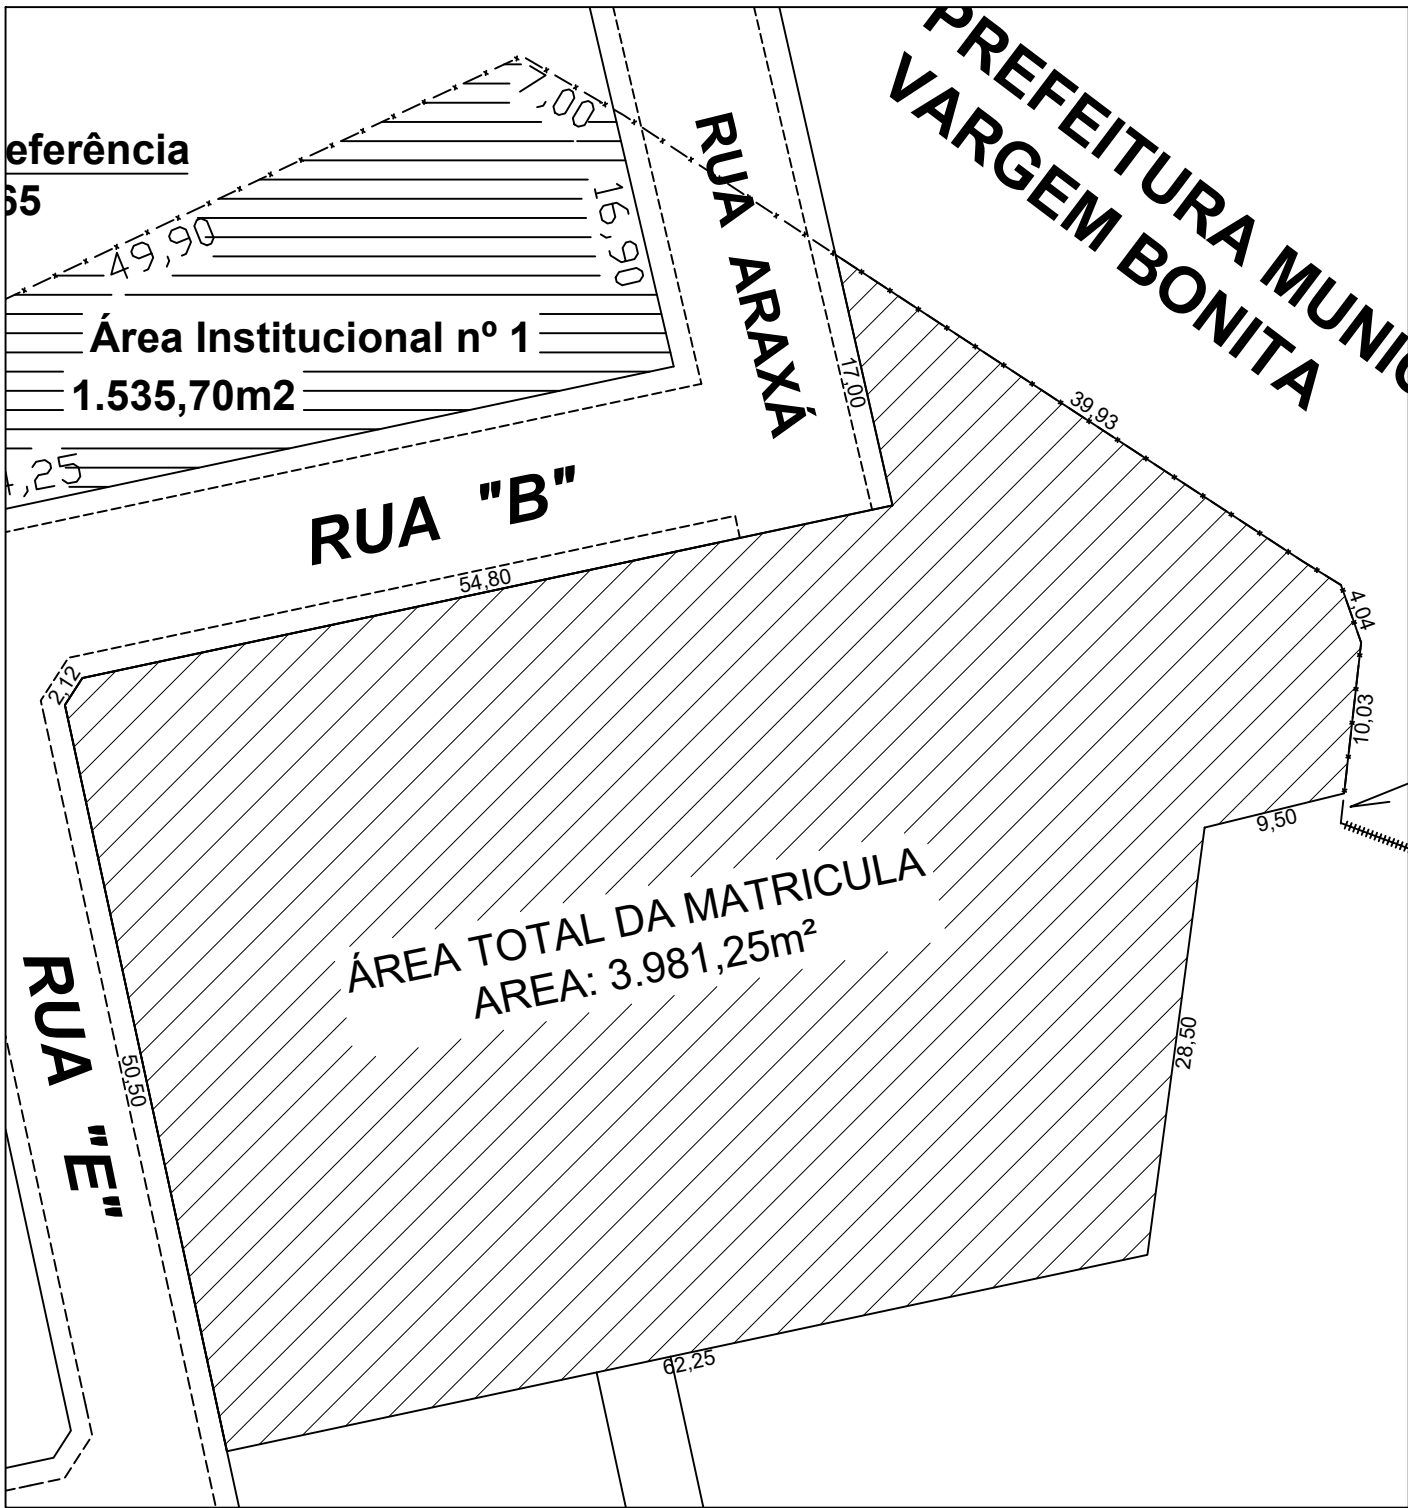 PREFEITURA
VARGEM BONITA
eferência
65
7,00
16,90
49,90
RUA ARAXÁ
Área Institucional nº 1
1.535,70m2
17,00
39,93
,25
RUA "B"
54,80
4,04
2,12
10,03
9,50
ÁREA TOTAL DA MATRICULA
AREA: 3.981,25m²
RUA "E"
50,50
28,50
62,25